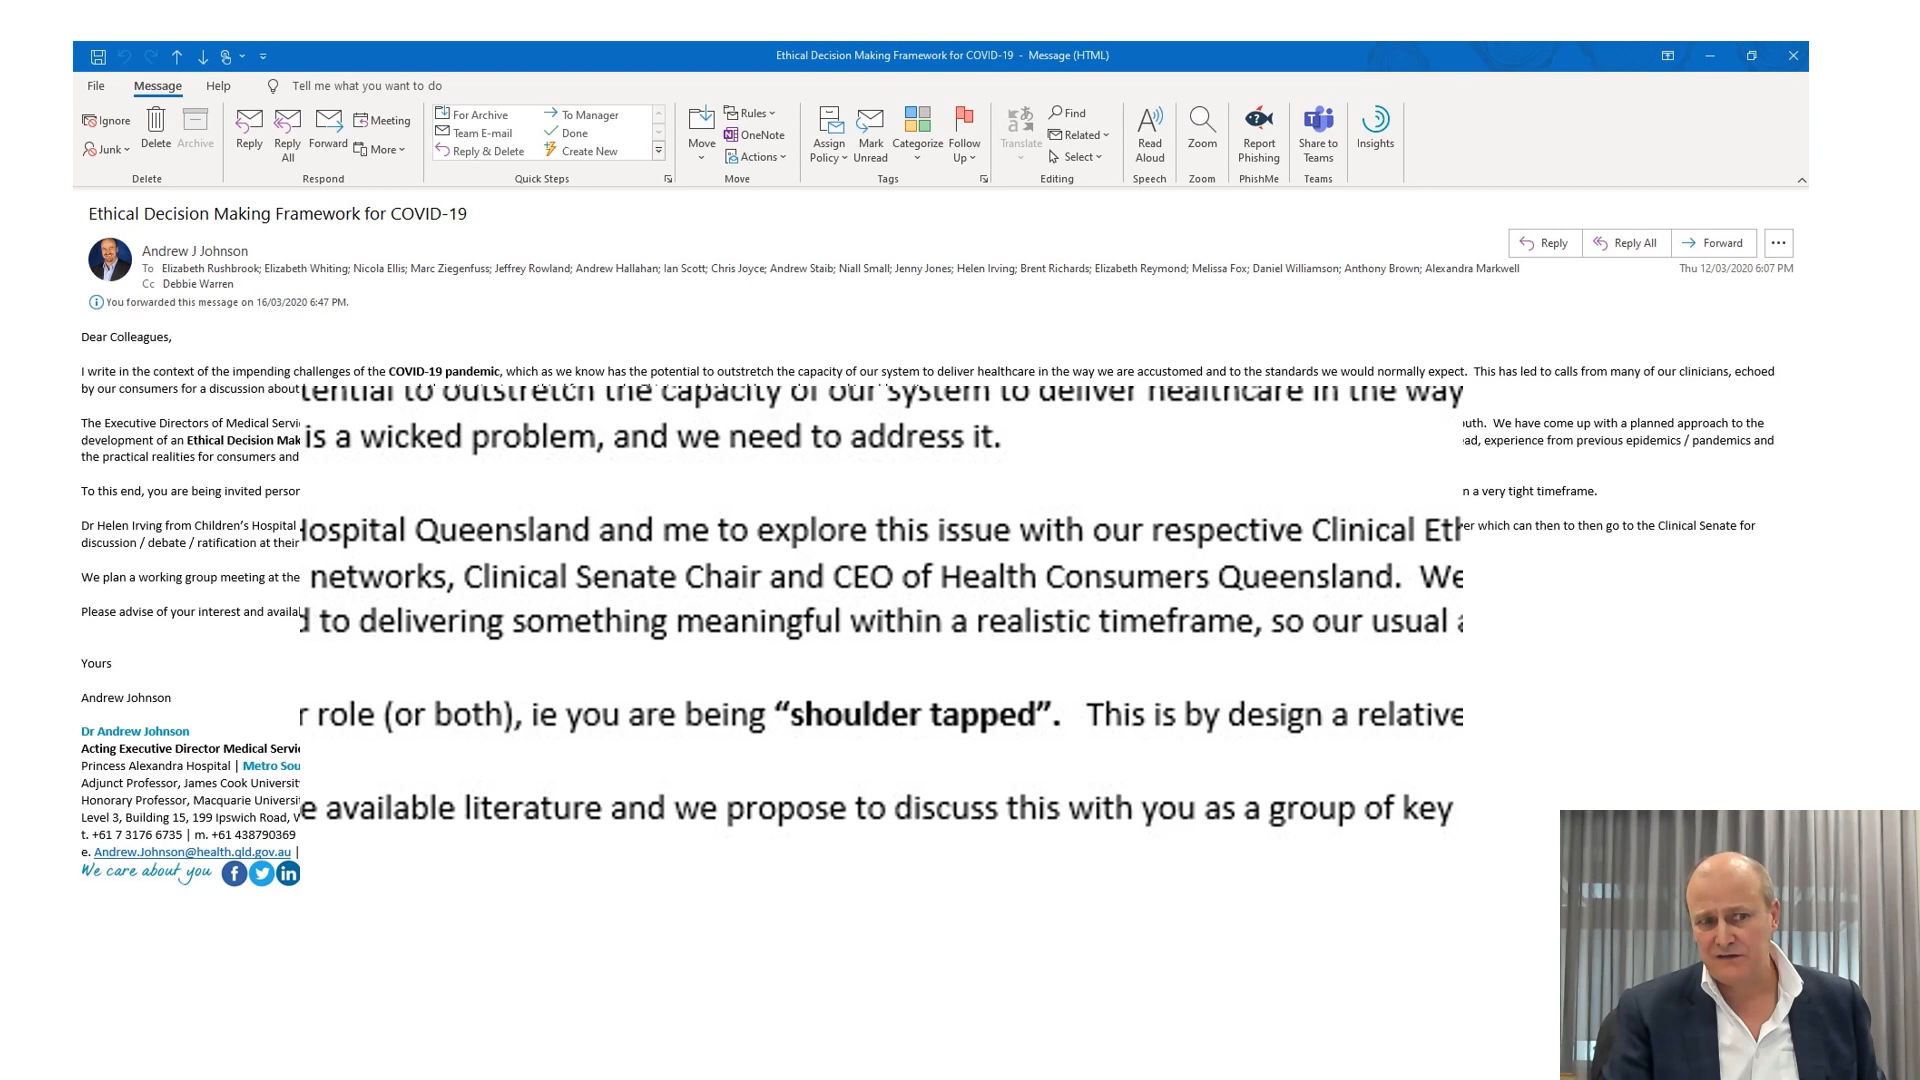 Ethical Decision Making Framework for COVID-19 - Message (HTML)
File Message Help Tell me what you want to do
Ignore
Junk
Delete
Archive
Delete
Reply
Reply All
Forward
Meeting
More
Respond
For Archive
To Manager
Team E-mail
Done
Reply & Delete
Create New
Quick Steps
Move
Rules
OneNote
Actions
Move
Assign Policy
Mark Unread
Categorize
Follow Up
Tags
Translate
Find
Related
Select
Editing
Read Aloud
Speech
Zoom
Zoom
Report Phishing
PhishMe
Share to Teams
Teams
Insights
Ethical Decision Making Framework for COVID-19
Andrew J Johnson
Reply Reply All Forward
To Elizabeth Rushbrook; Elizabeth Whiting; Nicola Ellis; Marc Ziegenfuss; Jeffrey Rowland; Andrew Hallahan; Ian Scott; Chris Joyce; Andrew Staib; Niall Small; Jenny Jones; Helen Irving; Brent Richards; Elizabeth Reymond; Melissa Fox; Daniel Williamson; Anthony Brown; Alexandra Markwell
Thu 12/03/2020 6:07 PM
Cc Debbie Warren
You forwarded this message on 16/03/2020 6:47 PM.
Dear Colleagues,
I write in the context of the impending challenges of the COVID-19 pandemic, which as we know has the potential to outstretch the capacity of our system to deliver healthcare in the way we are accustomed and to the standards we would normally expect. This has led to calls from many of our clinicians, echoed
by our consumers for a discussion about
tential to outstretch the capacity of our system to deliver healthcare in the way
The Executive Directors of Medical Servi
outh. We have come up with a planned approach to the
is a wicked problem, and we need to address it.
development of an Ethical Decision Mak
ad, experience from previous epidemics / pandemics and
the practical realities for consumers and
To this end, you are being invited person
n a very tight timeframe.
Dr Helen Irving from Children's Hospital
Hospital Queensland and me to explore this issue with our respective Clinical Eth
er which can then to then go to the Clinical Senate for
discussion / debate / ratification at their
We plan a working group meeting at the
networks, Clinical Senate Chair and CEO of Health Consumers Queensland. We
Please advise of your interest and availa
d to delivering something meaningful within a realistic timeframe, so our usual a
Yours
Andrew Johnson
r role (or both), ie you are being "shoulder tapped". This is by design a relative
Dr Andrew Johnson
Acting Executive Director Medical Servi
Princess Alexandra Hospital | Metro Sou
Adjunct Professor, James Cook Universit
Honorary Professor, Macquarie Universi
e available literature and we propose to discuss this with you as a group of key
Level 3, Building 15, 199 Ipswich Road, W
t. +61 7 3176 6735 | m. +61 438790369
e. Andrew.Johnson@health.qld.gov.au |
We care about you